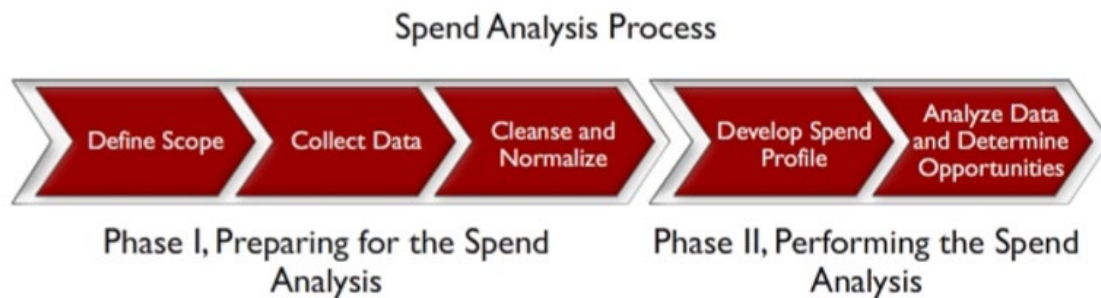 Spend Analysis Process
Define Scope
Collect Data
Cleanse and
Normalize
Develop Spend
Profile
Analyze Data
and Determine
Opportunities
Phase I, Preparing for the Spend
Analysis
Phase II, Performing the Spend
Analysis